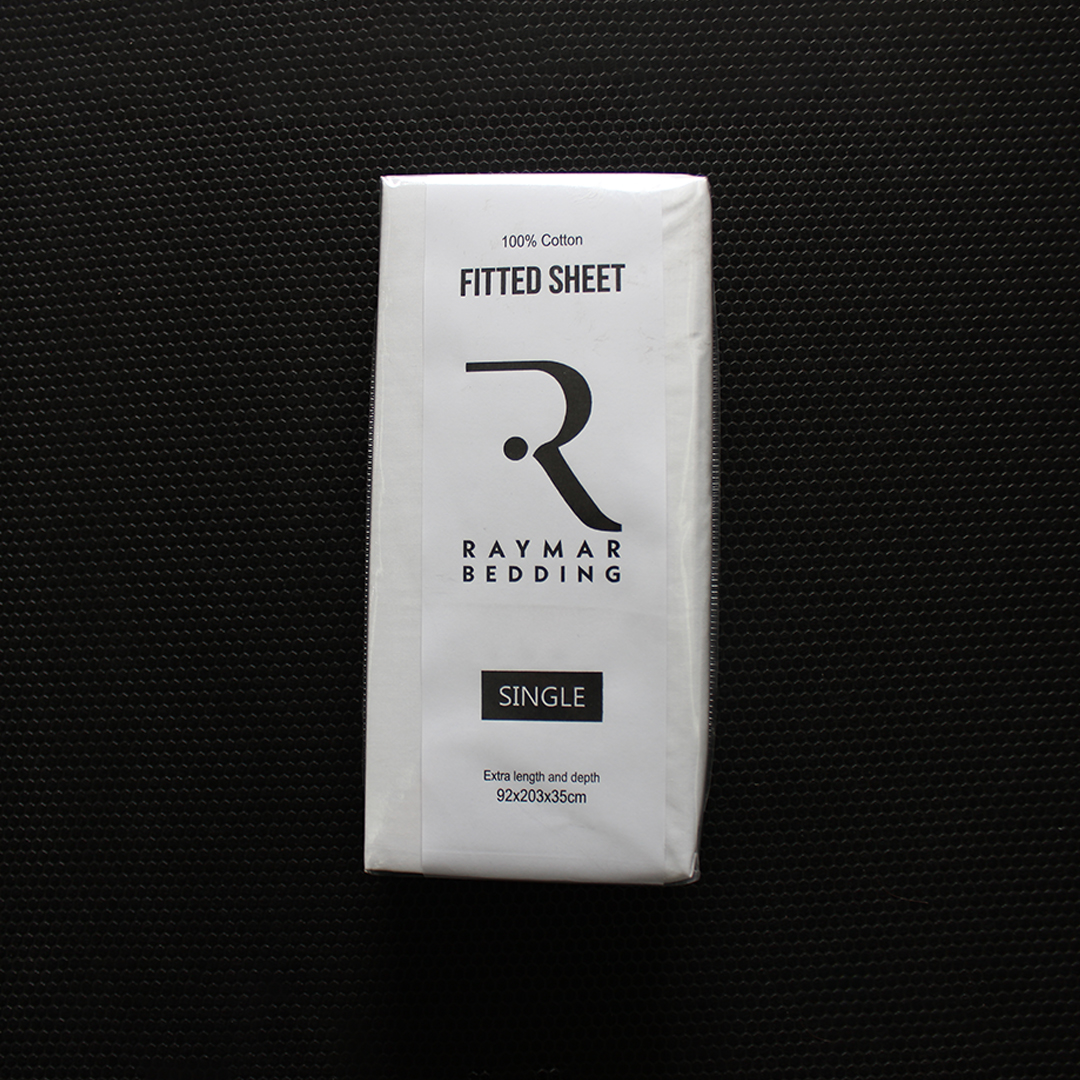 100% Cotton
FITTED SHEET
R
RAYMAR
BEDDING
SINGLE
Extra length and depth
92x203x35cm